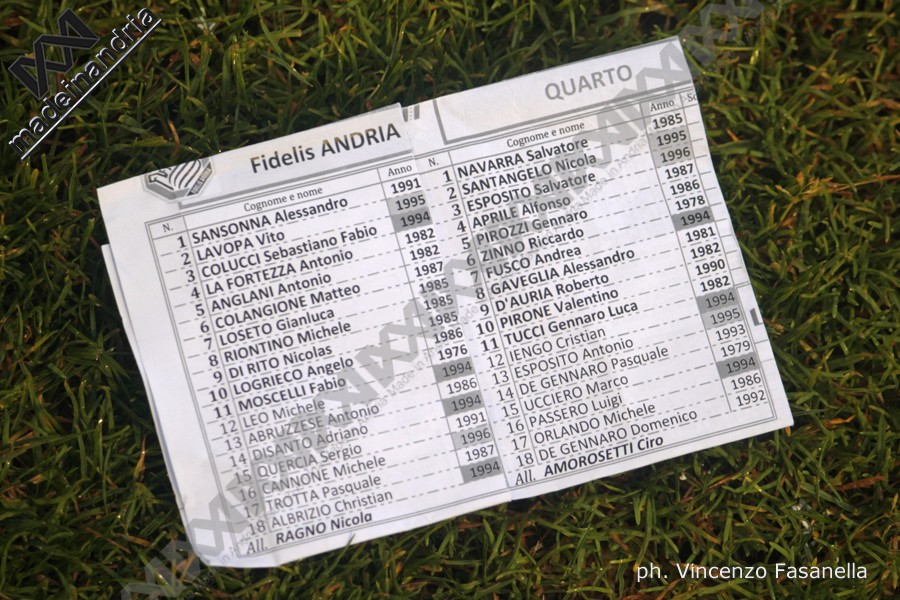 madeinandria
Fidelis ANDRIA
N. Cognome e nome Anno
1 SANSONNA Alessandro 1991
2 LAVOPA Vito 1995
3 COLUCCI Sebastiano Fabio 1994
4 LA FORTEZZA Antonio 1982
5 ANGLANI Antonio 1982
6 COLANGIONE Matteo 1987
7 LOSETO Gianluca 1985
8 RIONTINO Michele 1985
9 DI RITO Nicolas 1985
10 LOGRIECO Angelo 1986
11 MOSCELLI Fabio 1976
12 LEO Michele 1994
13 ABRUZZESE Antonio 1986
14 DISANTO Adriano 1994
15 QUERCIA Sergio 1991
16 CANNONE Michele 1996
17 TROTTA Pasquale 1987
18 ALBRIZIO Christian 1994
All. RAGNO Nicola
QUARTO
N. Cognome e nome Anno
1 NAVARRA Salvatore 1985
2 SANTANGELO Nicola 1995
3 ESPOSITO Salvatore 1996
4 APRILE Alfonso 1987
5 PIROZZI Gennaro 1986
6 ZINNO Riccardo 1978
7 FUSCO Andrea 1994
8 GAVEGLIA Alessandro 1981
9 D'AURIA Roberto 1982
10 PIRONE Valentino 1990
11 TUCCI Gennaro Luca 1982
12 IENGO Cristian 1994
13 ESPOSITO Antonio 1995
14 DE GENNARO Pasquale 1993
15 UCCIERO Marco 1979
16 PASSERO Luigi 1994
17 ORLANDO Michele 1986
18 DE GENNARO Domenico 1992
All. AMOROSETTI Ciro
ph. Vincenzo Fasanella